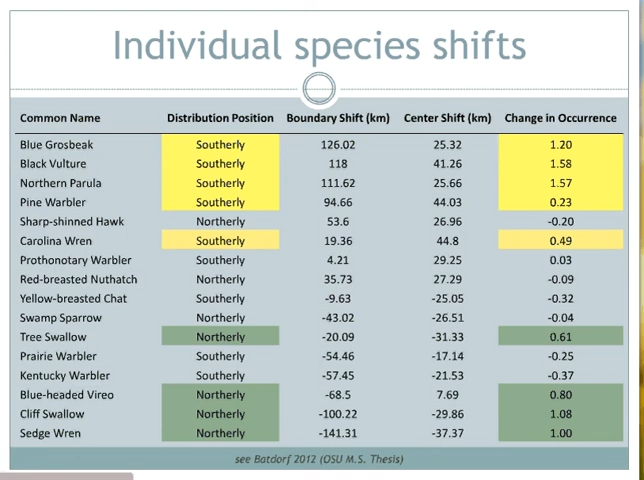 Individual species shifts
Common Name Distribution Position Boundary Shift (km) Center Shift (km) Change in Occurrence
Blue Grosbeak Southerly 126.02 25.32 1.20
Black Vulture Southerly 118 41.26 1.58
Northern Parula Southerly 111.62 25.66 1.57
Pine Warbler Southerly 94.66 44.03 0.23
Sharp-shinned Hawk Northerly 53.6 26.96 -0.20
Carolina Wren Southerly 19.36 44.8 0.49
Prothonotary Warbler Southerly 4.21 29.25 0.03
Red-breasted Nuthatch Northerly 35.73 27.29 -0.09
Yellow-breasted Chat Southerly -9.63 -25.05 -0.32
Swamp Sparrow Northerly -43.02 -26.51 -0.04
Tree Swallow Northerly -20.09 -31.33 0.61
Prairie Warbler Southerly -54.46 -17.14 -0.25
Kentucky Warbler Southerly -57.45 -21.53 -0.37
Blue-headed Vireo Northerly -68.5 7.69 0.80
Cliff Swallow Northerly -100.22 -29.86 1.08
Sedge Wren Northerly -141.31 -37.37 1.00
see Batdorf 2012 (OSU M.S. Thesis)